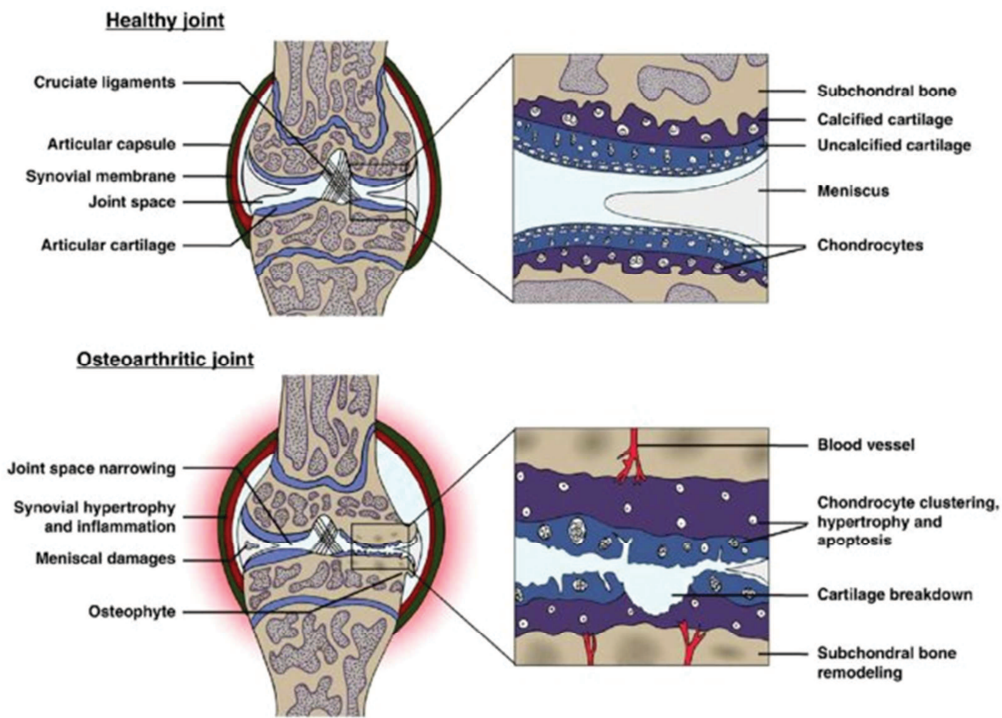 Healthy joint
Cruciate ligaments
Articular capsule
Synovial membrane
Joint space
Articular cartilage
Subchondral bone
Calcified cartilage
Uncalcified cartilage
Meniscus
Chondrocytes
Osteoarthritic joint
Joint space narrowing
Synovial hypertrophy
and inflammation
Meniscal damages
Osteophyte
Blood vessel
Chondrocyte clustering,
hypertrophy and
apoptosis
Cartilage breakdown
Subchondral bone
remodeling